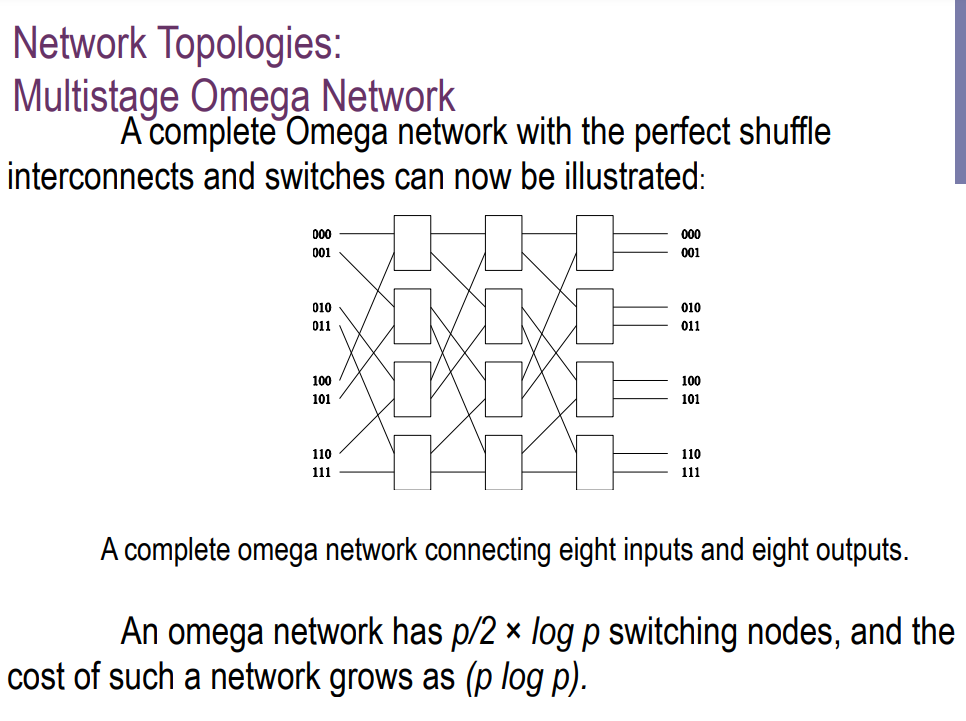 Network Topologies:
Multistage Omega Network
A complete Omega network with the perfect shuffle
interconnects and switches can now be illustrated:
000 000
001 001
010 010
011 011
100 100
101 101
110 110
111 111
A complete omega network connecting eight inputs and eight outputs.
An omega network has p/2 × log p switching nodes, and the
cost of such a network grows as (p log p).